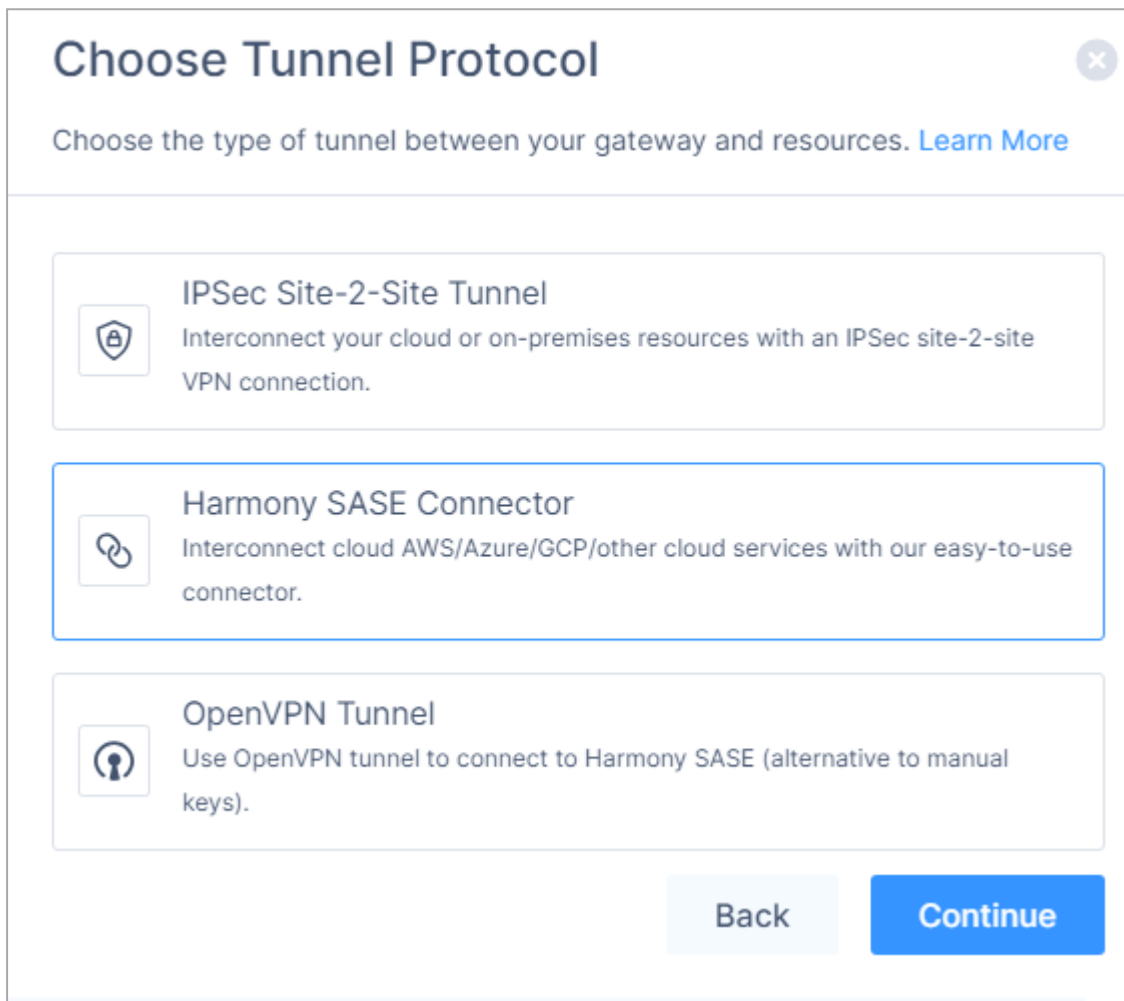 Choose Tunnel Protocol
Choose the type of tunnel between your gateway and resources. Learn More
IPSec Site-2-Site Tunnel
Interconnect your cloud or on-premises resources with an IPSec site-2-site
VPN connection.
Harmony SASE Connector
Interconnect cloud AWS/Azure/GCP/other cloud services with our easy-to-use
connector.
OpenVPN Tunnel
Use OpenVPN tunnel to connect to Harmony SASE (alternative to manual
keys).
Back Continue